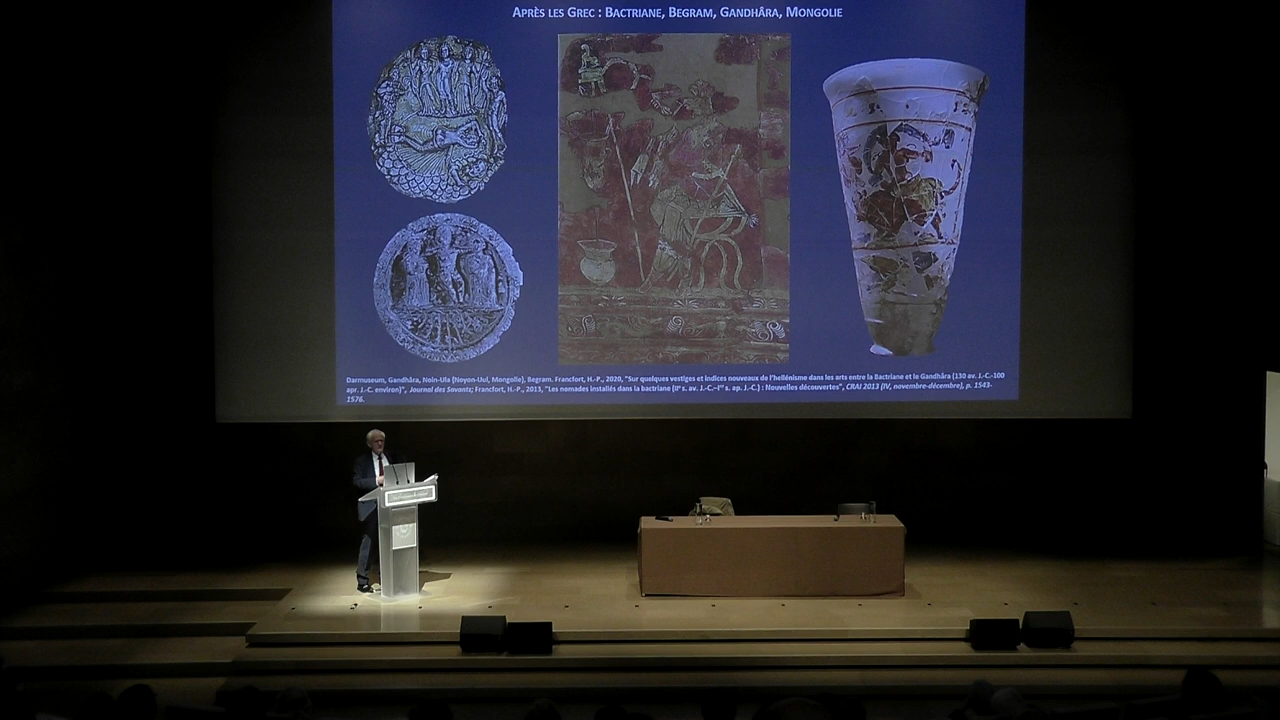 APRÈS LES GREC : BACTRIANE, BEGRAM, GANDHÂRA, MONGOLIE
Darmuseum, Gandhâra, Noin-Ula (Noyon-Uul, Mongolie), Begram. Francfort, H.-P., 2020, "Sur quelques vestiges et indices nouveaux de l'hellénisme dans les arts entre la Bactriane et le Gandhâra (130 av. J.-C.-100
apr. J.-C. environ)", Journal des Savants; Francfort, H.-P., 2013, "Les nomades installés dans la bactriane (IIe s. av. J.-C.–Ier s. ap. J.-C.) : Nouvelles découvertes", CRAI 2013 (IV, novembre-décembre), p. 1543-
1576.